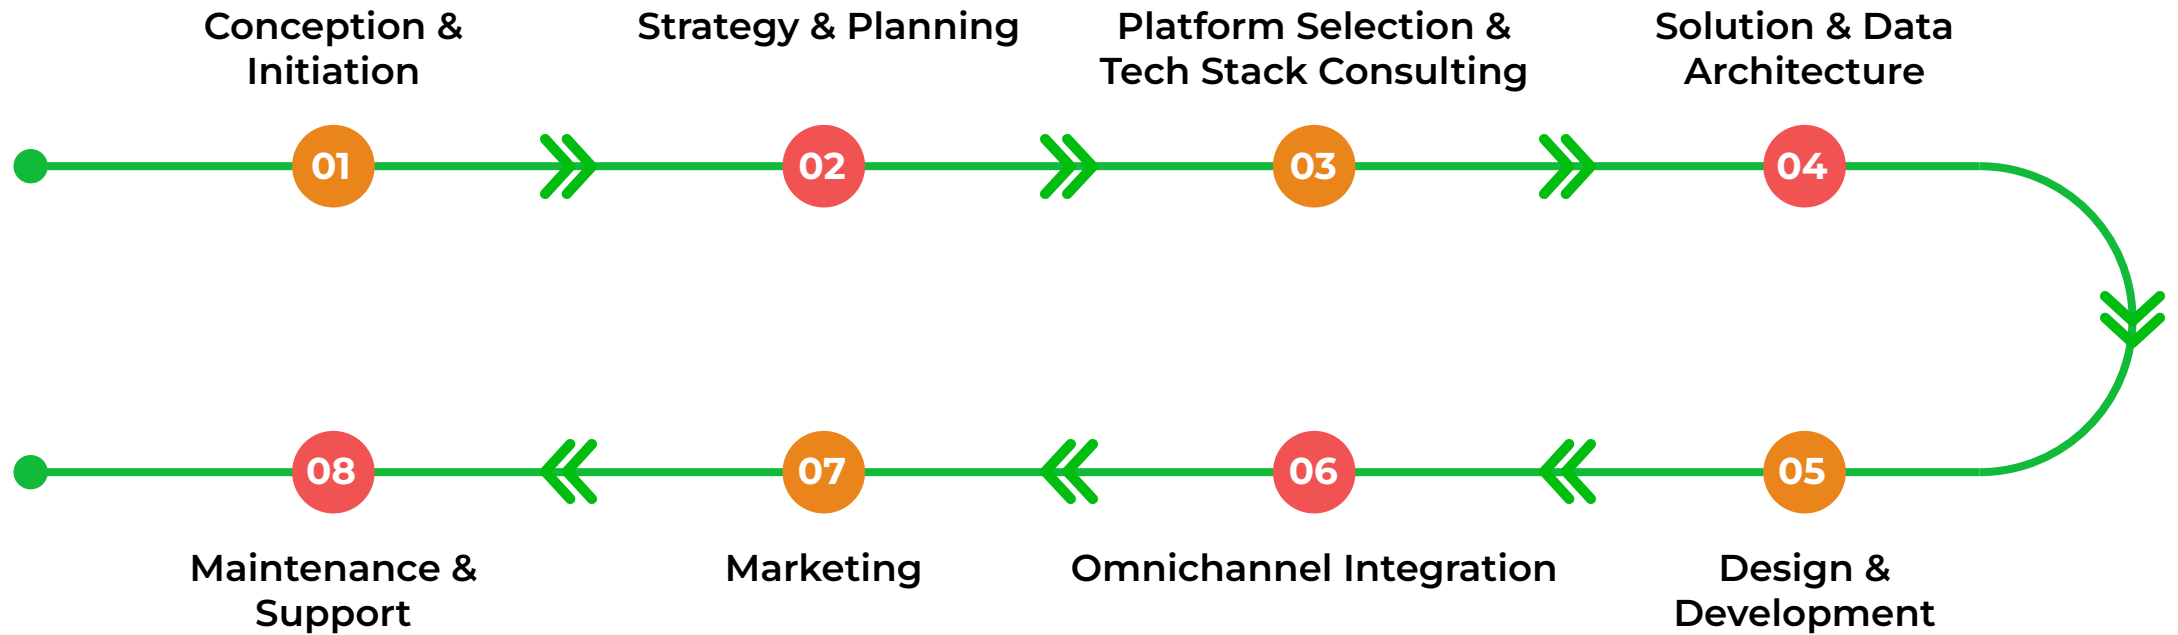 Conception &
Initiation
Strategy & Planning
Platform Selection &
Tech Stack Consulting
Solution & Data
Architecture
01
02
03
04
08
07
06
05
Maintenance &
Support
Marketing
Omnichannel Integration
Design &
Development